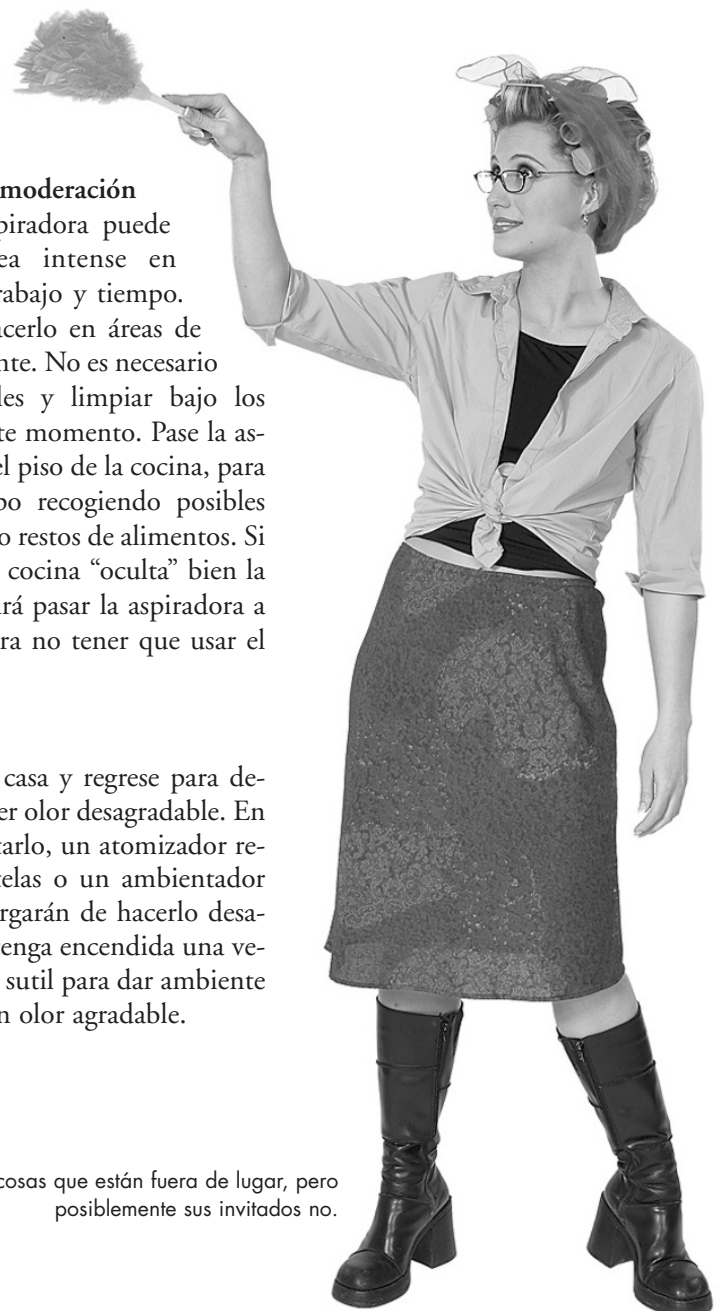 moderación
piradora puede
ea intense en
rabajo y tiempo.
acerlo en áreas de
nte. No es necesario
les y limpiar bajo los
te momento. Pase la as-
el piso de la cocina, para
po recogiendo posibles
o restos de alimentos. Si
cocina “oculta” bien la
irá pasar la aspiradora a
ra no tener que usar el
casa y regrese para de-
er olor desagradable. En
tarlo, un atomizador re-
telas o un ambientador
rgarán de hacerlo desa-
tenga encendida una ve-
sutil para dar ambiente
n olor agradable.
cosas que están fuera de lugar, pero
posiblemente sus invitados no.